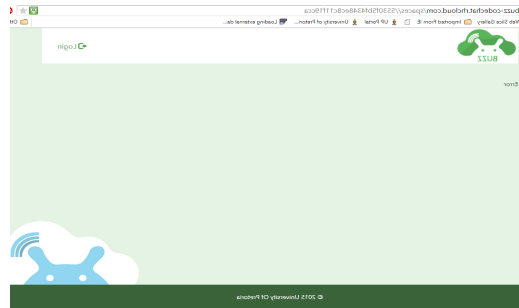 buzz-codechat.rhcloud.com/spaces/55305fbf4348ec8c1f19fcca
Web Slice Gallery Imported From IE UP Portal University of Pretori... Loading external da...
BUZZ
Login
Error
© 2015 University Of Pretoria